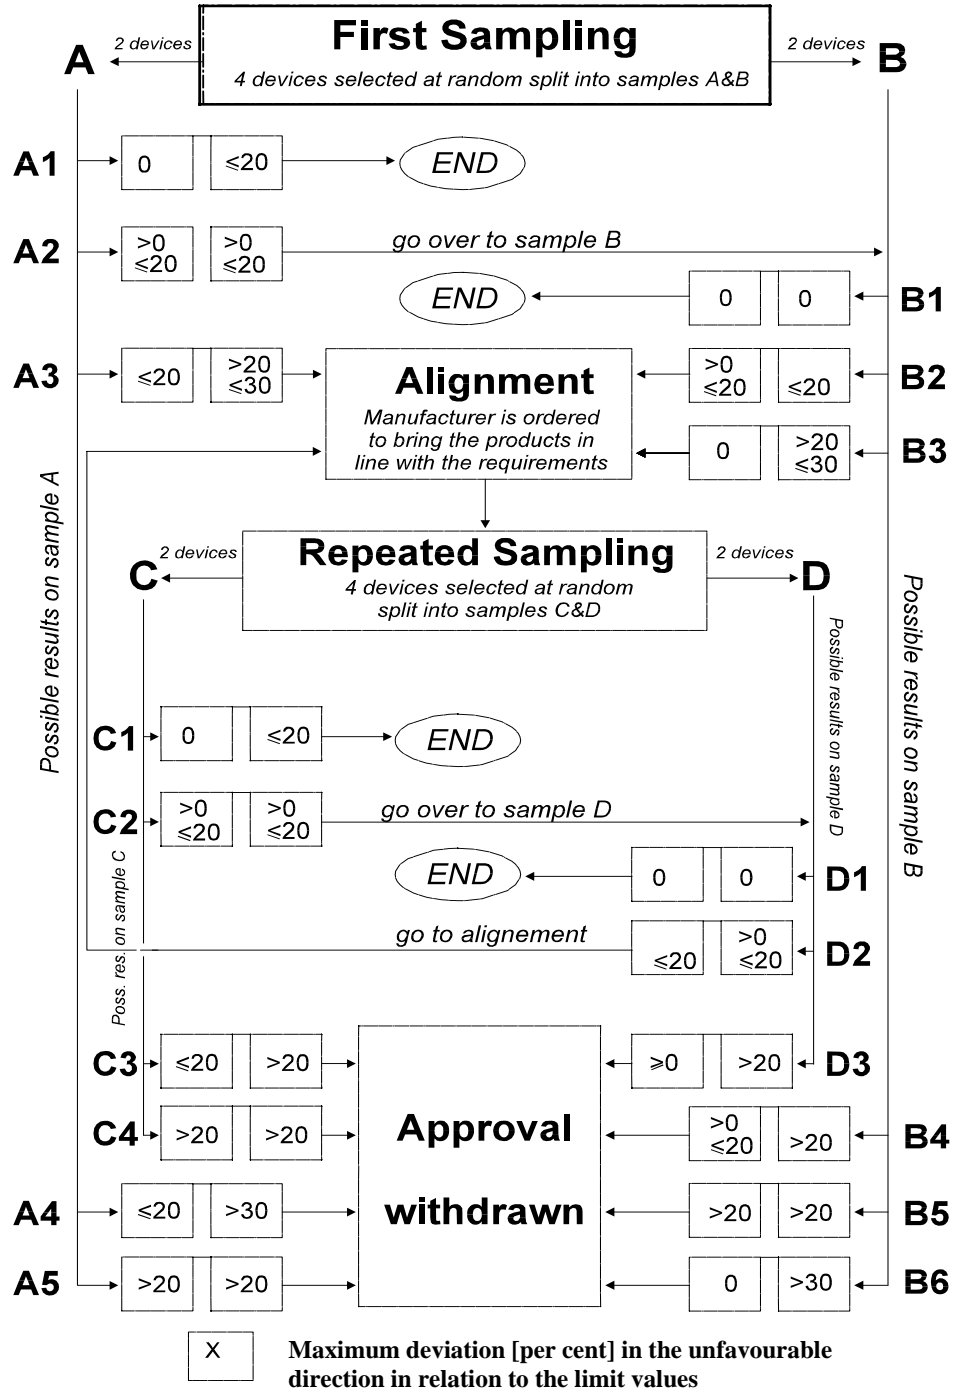 First Sampling
4 devices selected at random split into samples A&B
A
2 devices
2 devices
B
A1
0
⩽20
END
A2
>0
⩽20
>0
⩽20
go over to sample B
END
0
0
B1
A3
⩽20
>20
⩽30
Alignment
Manufacturer is ordered
to bring the products in
line with the requirements
>0
⩽20
⩽20
B2
0
>20
⩽30
B3
Possible results on sample A
Repeated Sampling
4 devices selected at random
split into samples C&D
C
2 devices
2 devices
D
Possible results on sample D
Possible results on sample B
C1
0
⩽20
END
C2
>0
⩽20
>0
⩽20
go over to sample D
Poss. res. on sample C
END
0
0
D1
go to alignement
⩽20
>0
⩽20
D2
C3
⩽20
>20
Approval
withdrawn
⩾0
>20
D3
C4
>20
>20
>0
⩽20
>20
B4
A4
⩽20
>30
>20
>20
B5
A5
>20
>20
0
>30
B6
X
Maximum deviation [per cent] in the unfavourable
direction in relation to the limit values